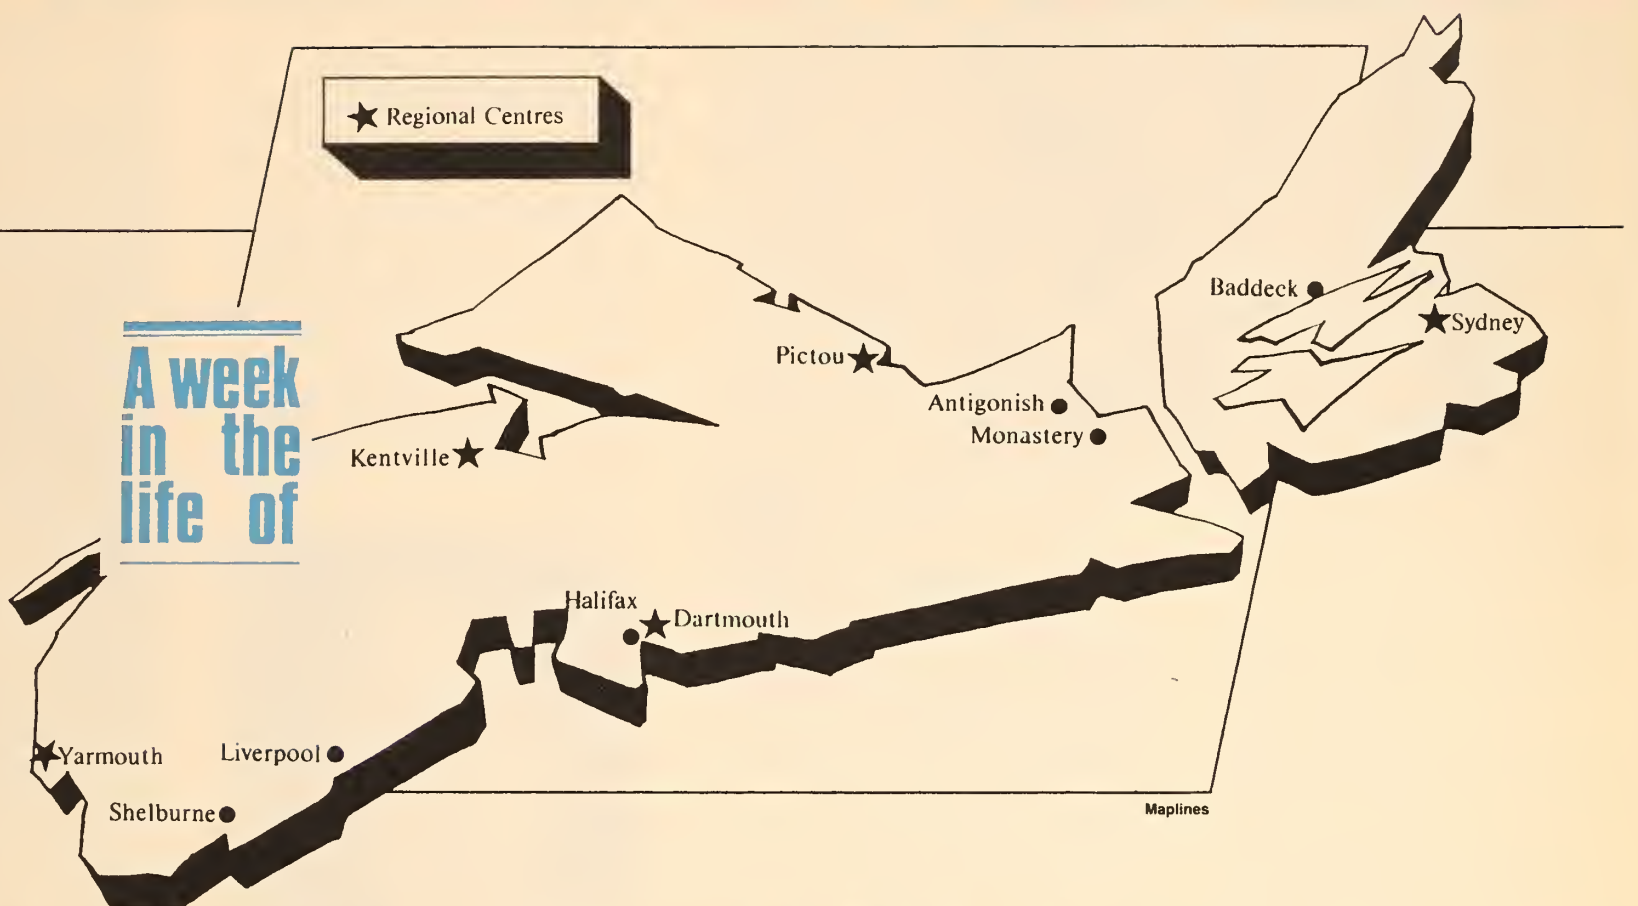 ★ Regional Centres
Baddeck
Sydney
Pictou
Antigonish
Monastery
A week
in the
life of
Kentville
Halifax
Dartmouth
Yarmouth
Liverpool
Shelburne
Maplines